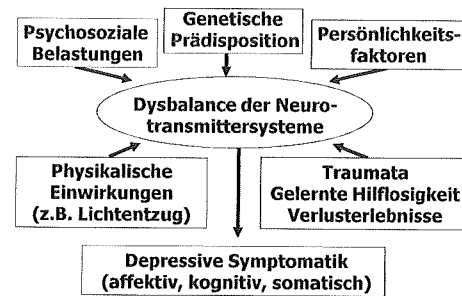 Psychosoziale
Belastungen
Genetische
Prädisposition
Persönlichkeits-
faktoren
Dysbalance der Neuro-
transmittersysteme
Physikalische
Einwirkungen
(z.B. Lichtentzug)
Traumata
Gelernte Hilflosigkeit
Verlusterlebnisse
Depressive Symptomatik
(affektiv, kognitiv, somatisch)